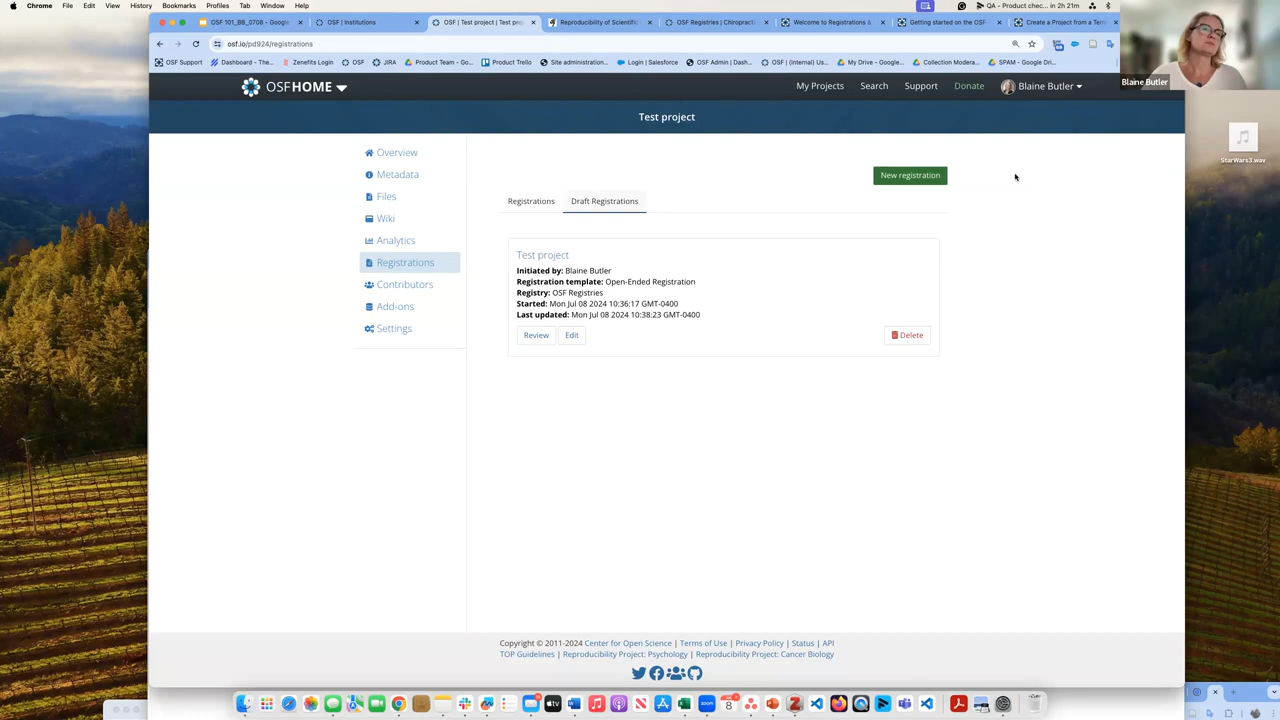 Chrome File Edit View History Bookmarks Profiles Tab Window Help
QA - Product chec... in 2h 21m
OSF 101_BB_0708 - Google
OSF | Institutions
OSF | Test project | Test proj
Reproducibility of Scientific
OSF Registries | Chiropracti
Welcome to Registrations &
Getting started on the OSF
Create a Project from a Tem
osf.io/pd924/registrations
OSF Support
Dashboard - The...
Zenefits Login
OSF
JIRA
Product Team - Go...
Product Trello
Site administration...
Login | Salesforce
OSF Admin | Dash...
OSF | (Internal) Us...
My Drive - Google...
Collection Modera...
SPAM - Google Dri...
Blaine Butler
OSFHOME
My Projects Search Support Donate Blaine Butler
Test project
Overview
Metadata
Files
Wiki
Analytics
Registrations
Contributors
Add-ons
Settings
New registration
Registrations Draft Registrations
Test project
Initiated by: Blaine Butler
Registration template: Open-Ended Registration
Registry: OSF Registries
Started: Mon Jul 08 2024 10:36:17 GMT-0400
Last updated: Mon Jul 08 2024 10:38:23 GMT-0400
Review Edit Delete
StarWars3.wav
Copyright © 2011-2024 Center for Open Science | Terms of Use | Privacy Policy | Status | API
TOP Guidelines | Reproducibility Project: Psychology | Reproducibility Project: Cancer Biology